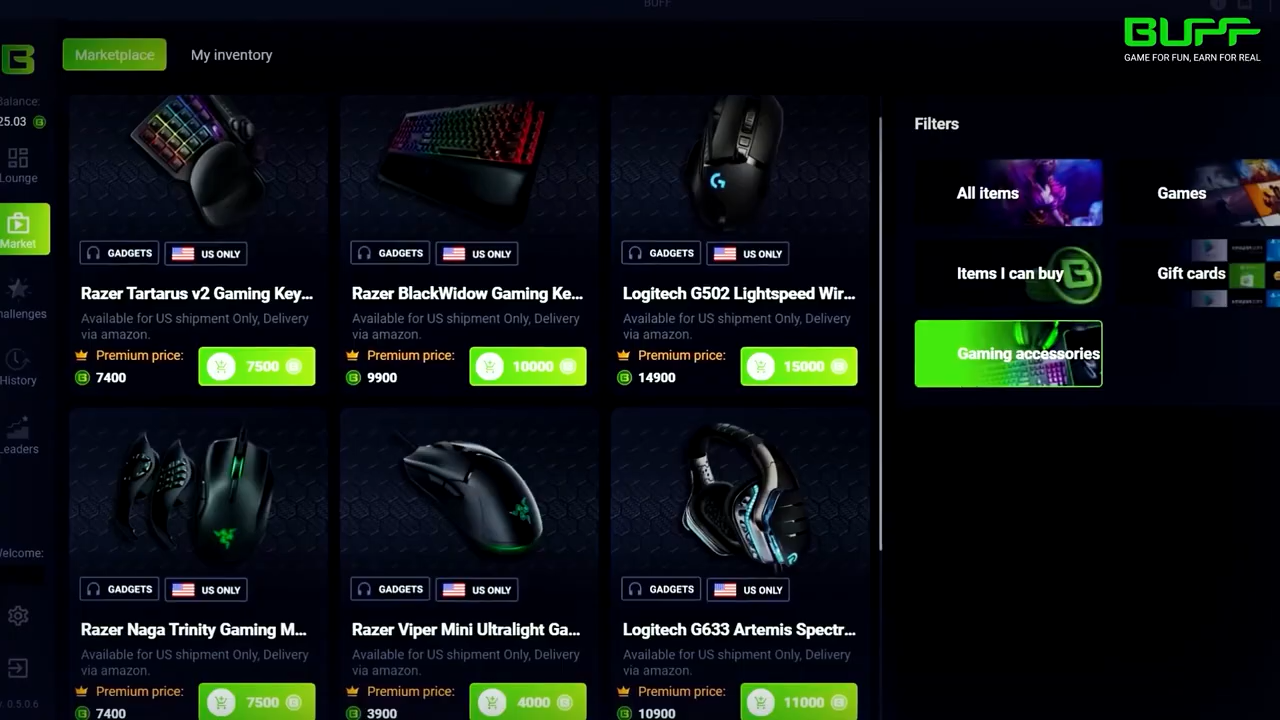 BUFF
BUFF
GAME FOR FUN, EARN FOR REAL
Marketplace
My inventory
Balance:
25.03
Lounge
Market
History
Leaders
Welcome:
v. 0.5.0.6
GADGETS
US ONLY
Razer Tartarus v2 Gaming Key...
Available for US shipment Only, Delivery
via amazon.
Premium price:
7400
7500
GADGETS
US ONLY
Razer BlackWidow Gaming Ke...
Available for US shipment Only, Delivery
via amazon.
Premium price:
9900
10000
GADGETS
US ONLY
Logitech G502 Lightspeed Wir...
Available for US shipment Only, Delivery
via amazon.
Premium price:
14900
15000
GADGETS
US ONLY
Razer Naga Trinity Gaming M...
Available for US shipment Only, Delivery
via amazon.
Premium price:
7400
7500
GADGETS
US ONLY
Razer Viper Mini Ultralight Ga...
Available for US shipment Only, Delivery
via amazon.
Premium price:
3900
4000
GADGETS
US ONLY
Logitech G633 Artemis Spectr...
Available for US shipment Only, Delivery
via amazon.
Premium price:
10900
11000
Filters
All items
Games
Items I can buy
Gift cards
Gaming accessories